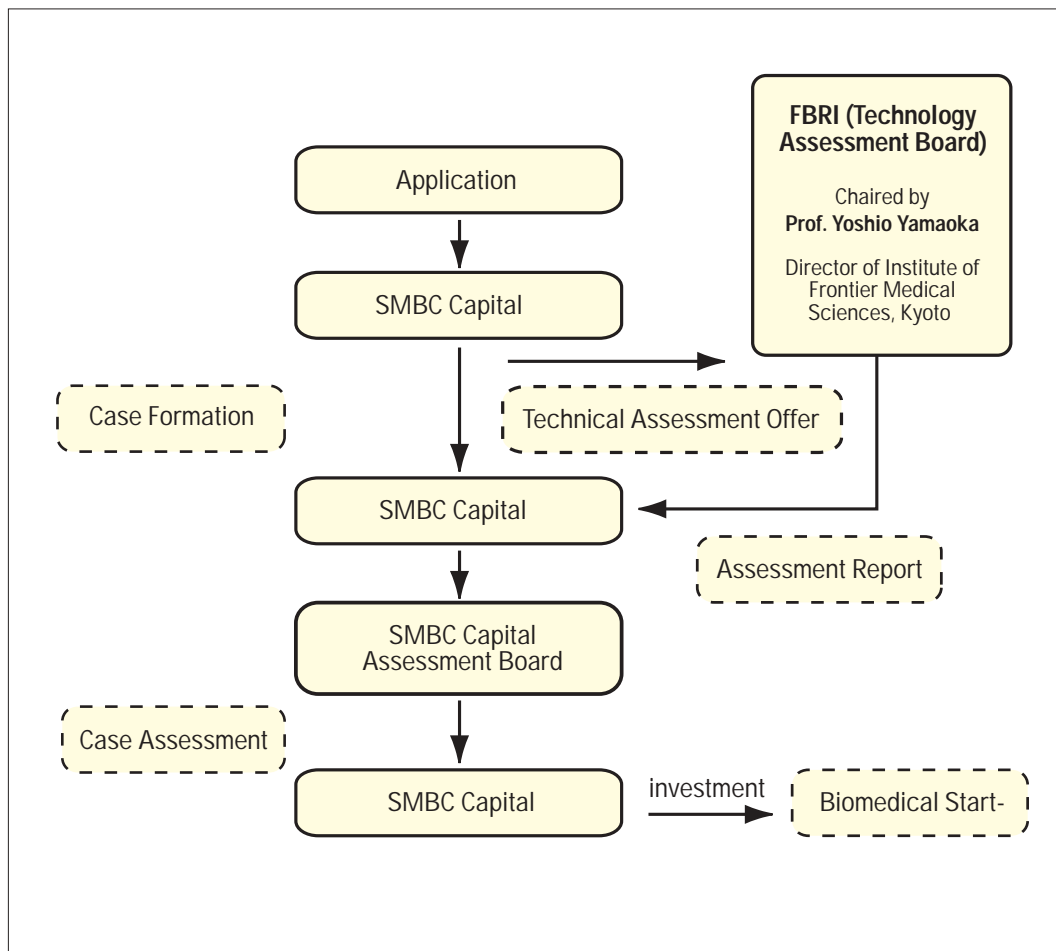 FBRI (Technology
Assessment Board)
Chaired by
Prof. Yoshio Yamaoka
Director of Institute of
Frontier Medical
Sciences, Kyoto
Application
SMBC Capital
Case Formation
Technical Assessment Offer
SMBC Capital
Assessment Report
SMBC Capital
Assessment Board
Case Assessment
SMBC Capital
investment
Biomedical Start-